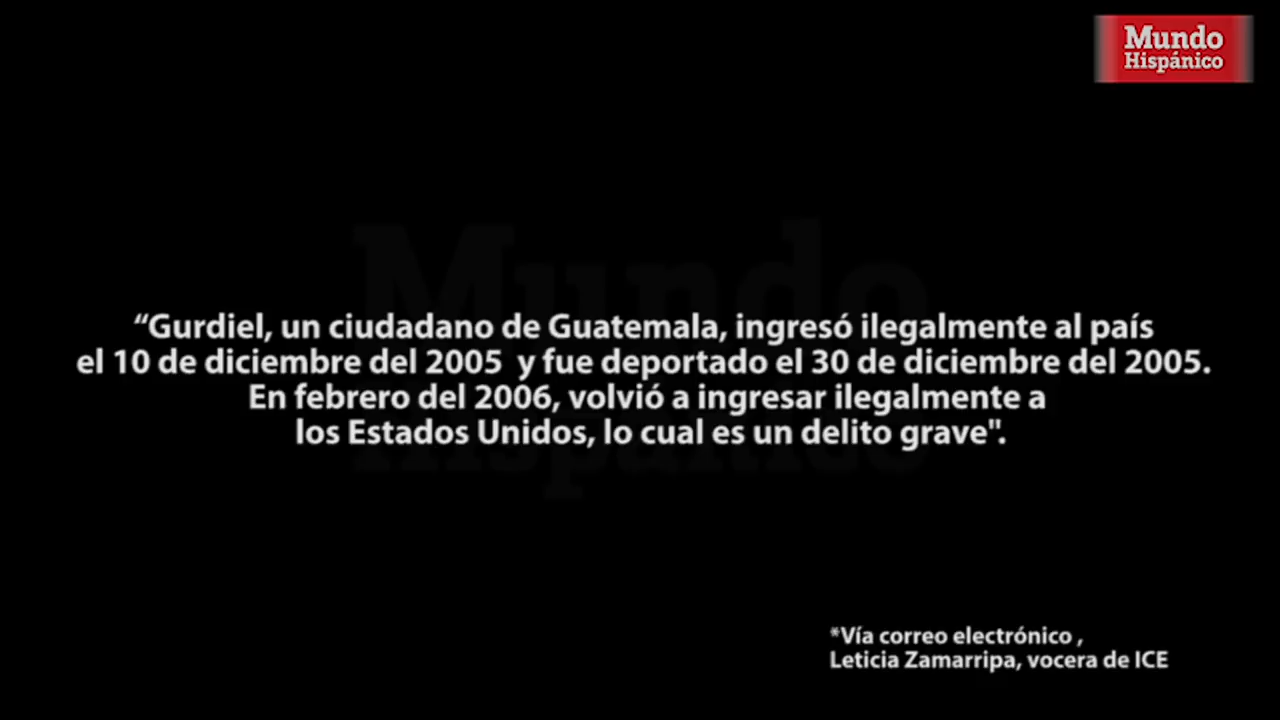 Mundo
Hispánico
“Gurdiel, un ciudadano de Guatemala, ingresó ilegalmente al país
el 10 de diciembre del 2005 y fue deportado el 30 de diciembre del 2005.
En febrero del 2006, volvió a ingresar ilegalmente a
los Estados Unidos, lo cual es un delito grave".
Mundo
Hispánico
*Vía correo electrónico ,
Leticia Zamarripa, vocera de ICE